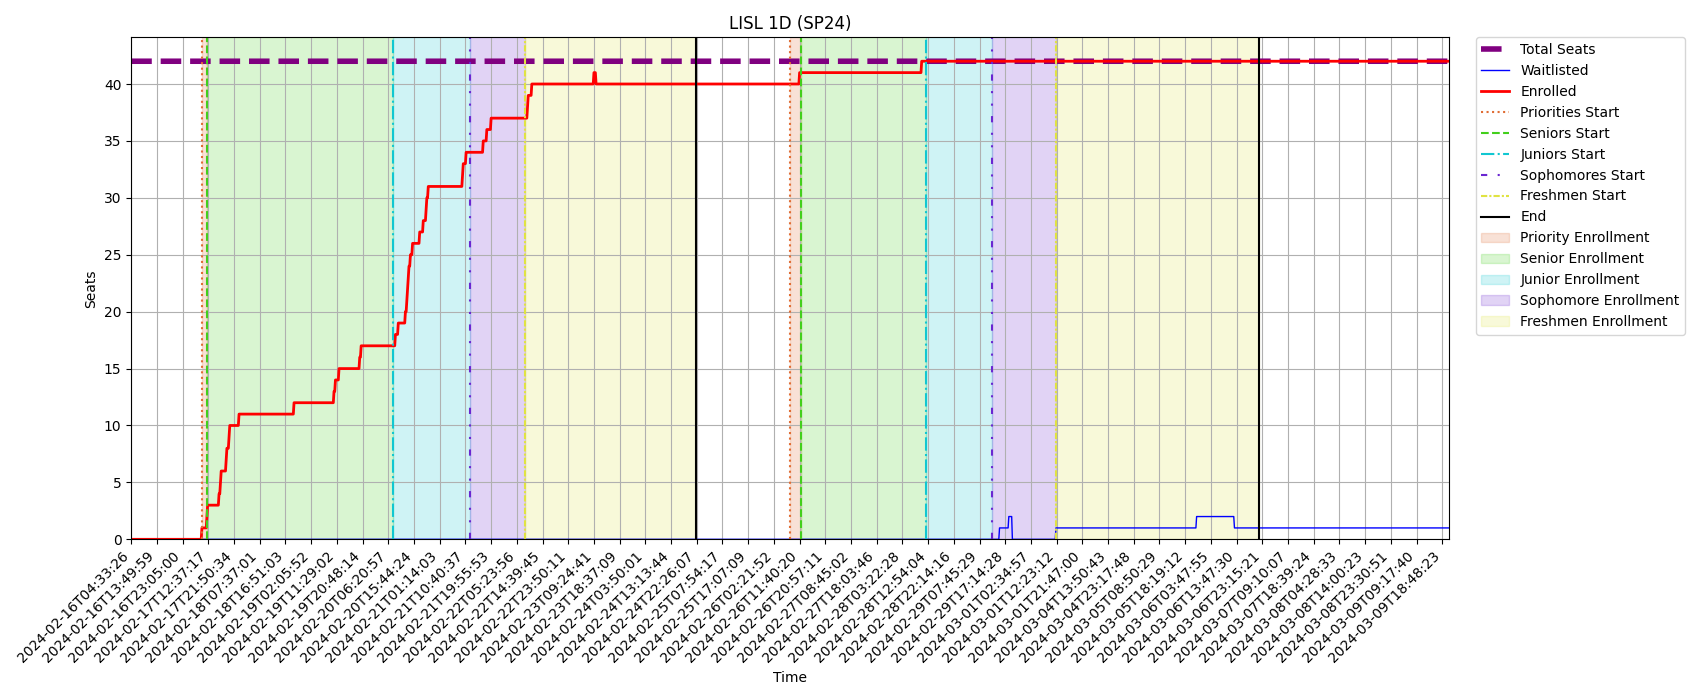 LISL 1D (SP24)
Seats
40
35
30
25
20
15
10
5
0
2024-02-16T04:33:26
2024-02-16T13:49:59
2024-02-16T23:05:00
2024-02-17T12:37:17
2024-02-17T21:50:34
2024-02-18T07:37:01
2024-02-18T16:51:03
2024-02-19T02:05:52
2024-02-19T11:29:02
2024-02-19T20:48:14
2024-02-20T06:20:57
2024-02-20T15:44:24
2024-02-21T01:14:03
2024-02-21T10:40:37
2024-02-21T19:55:53
2024-02-22T05:23:56
2024-02-22T14:39:45
2024-02-22T23:50:11
2024-02-23T09:24:41
2024-02-23T18:37:09
2024-02-24T03:50:01
2024-02-24T13:13:44
2024-02-24T22:26:07
2024-02-25T07:54:17
2024-02-25T17:07:09
2024-02-26T02:21:52
2024-02-26T11:40:20
2024-02-26T20:57:11
2024-02-27T08:45:02
2024-02-27T18:03:46
2024-02-28T03:22:28
2024-02-28T12:54:04
2024-02-28T22:14:16
2024-02-29T07:45:29
2024-02-29T17:14:28
2024-03-01T02:34:57
2024-03-01T12:23:12
2024-03-01T21:47:00
2024-03-04T13:50:43
2024-03-04T23:17:48
2024-03-05T08:50:29
2024-03-05T18:19:12
2024-03-06T03:47:55
2024-03-06T13:47:30
2024-03-06T23:15:21
2024-03-07T09:10:07
2024-03-07T18:39:24
2024-03-08T04:28:33
2024-03-08T14:00:23
2024-03-08T23:30:51
2024-03-09T09:17:40
2024-03-09T18:48:23
Time
Total Seats
Waitlisted
Enrolled
Priorities Start
Seniors Start
Juniors Start
Sophomores Start
Freshmen Start
End
Priority Enrollment
Senior Enrollment
Junior Enrollment
Sophomore Enrollment
Freshmen Enrollment